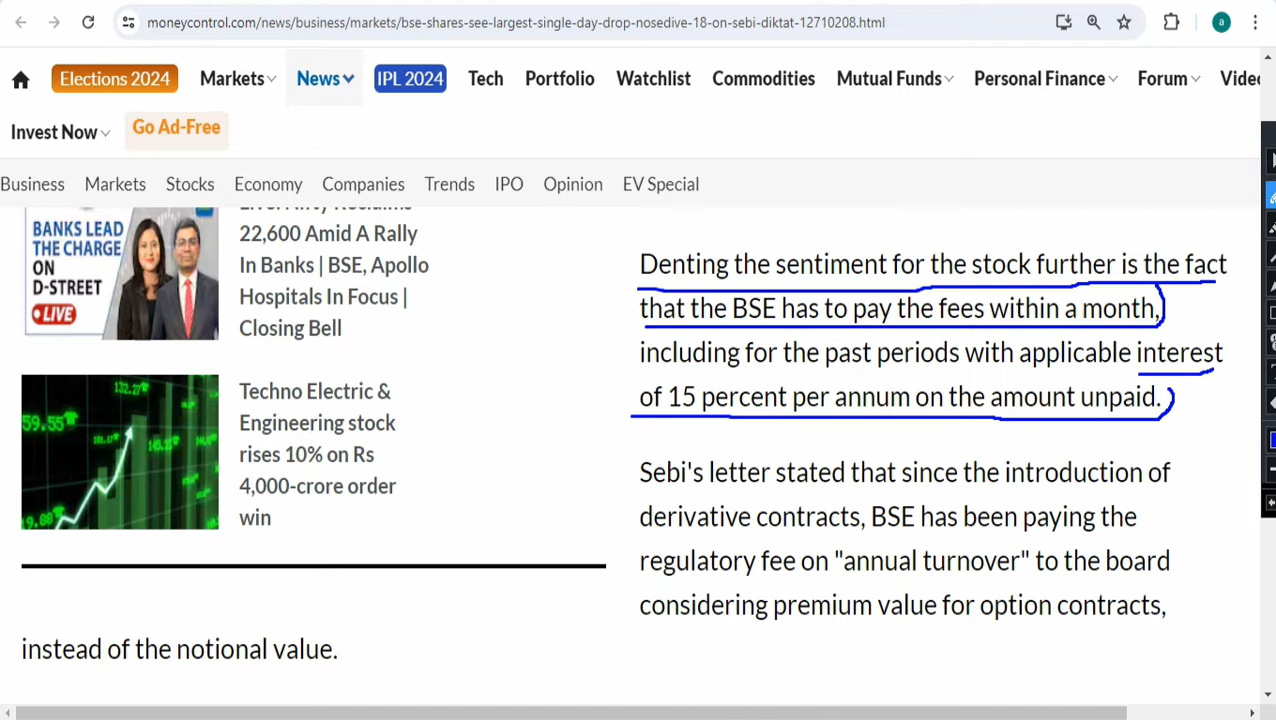 moneycontrol.com/news/business/markets/bse-shares-see-largest-single-day-drop-nosedive-18-on-sebi-diktat-12710208.html
a
Elections 2024 Markets News IPL 2024 Tech Portfolio Watchlist Commodities Mutual Funds Personal Finance Forum
Invest Now Go Ad-Free
Business Markets Stocks Economy Companies Trends IPO Opinion EV Special
BANKS LEAD
THE CHARGE
ON
D-STREET
LIVE
22,600 Amid A Rally
In Banks | BSE, Apollo
Hospitals In Focus |
Closing Bell
132.27
59.55
Techno Electric &
Engineering stock
rises 10% on Rs
4,000-crore order
win
Denting the sentiment for the stock further is the fact
that the BSE has to pay the fees within a month,
including for the past periods with applicable interest
of 15 percent per annum on the amount unpaid.
Sebi's letter stated that since the introduction of
derivative contracts, BSE has been paying the
regulatory fee on "annual turnover" to the board
considering premium value for option contracts,
instead of the notional value.